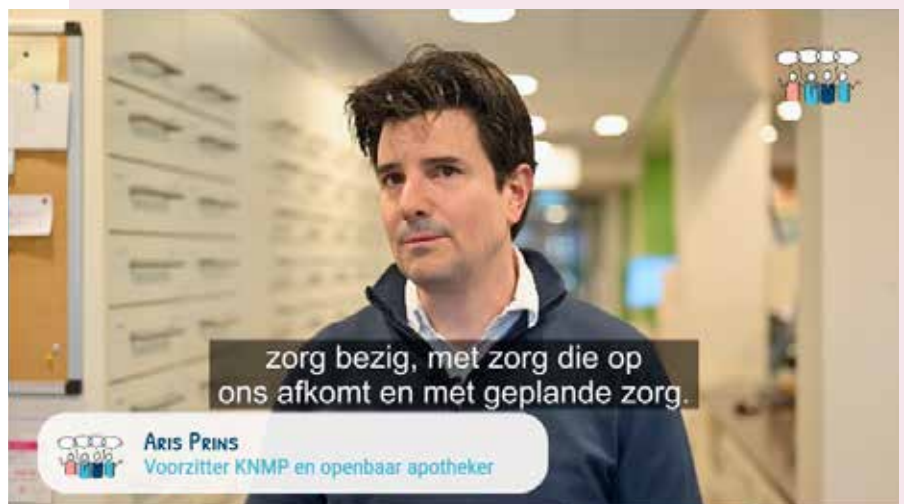 zorg bezig, met zorg die op
ons afkomt en met geplande zorg.
Aris Prins
Voorzitter KNMP en openbaar apotheker